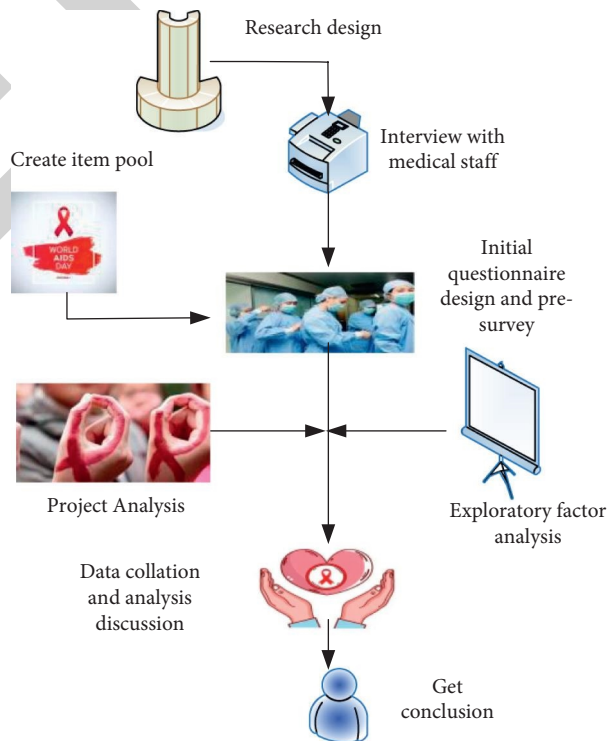 Research design
Interview with
medical staff
Create item pool
WORLD
AIDS
DAY
Initial
questionnaire
design and pre-
survey
Project Analysis
Exploratory factor
analysis
Data collation
and analysis
discussion
Get
conclusion